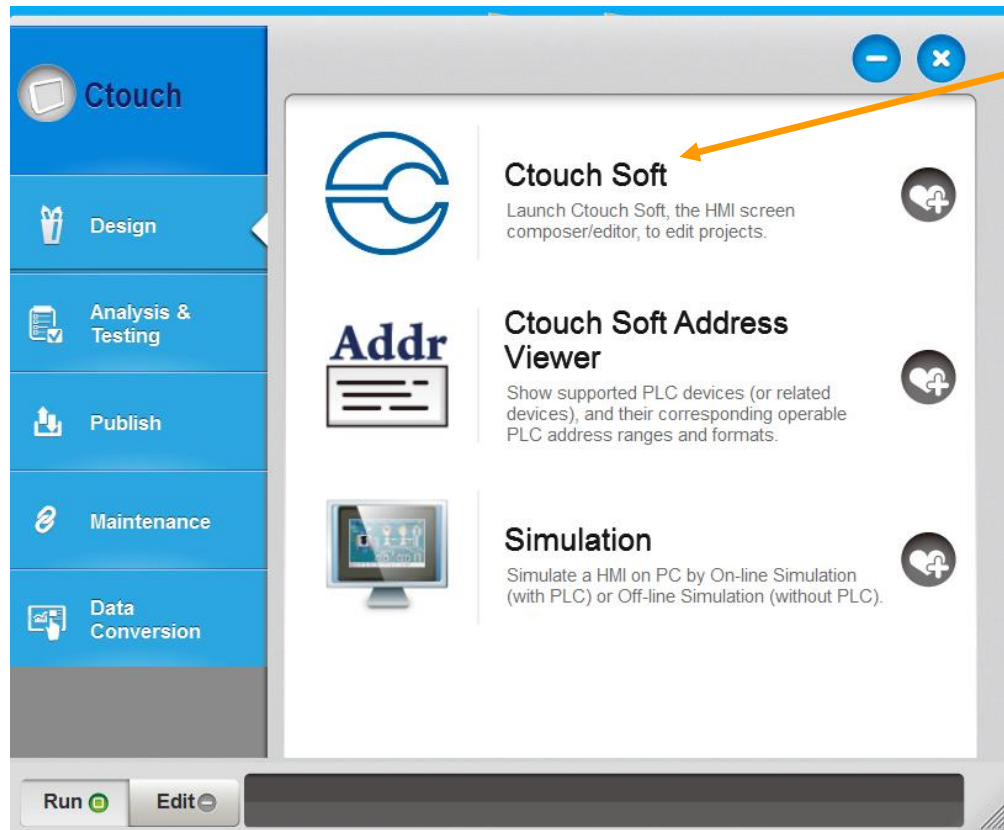 Ctouch
Design
Analysis &
Testing
Publish
Maintenance
Data
Conversion
Ctouch Soft
Launch Ctouch Soft, the HMI screen
composer/editor, to edit projects.
Addr
Ctouch Soft Address
Viewer
Show supported PLC devices (or related
devices), and their corresponding operable
PLC address ranges and formats.
Simulation
Simulate a HMI on PC by On-line Simulation
(with PLC) or Off-line Simulation (without PLC).
Run
Edit